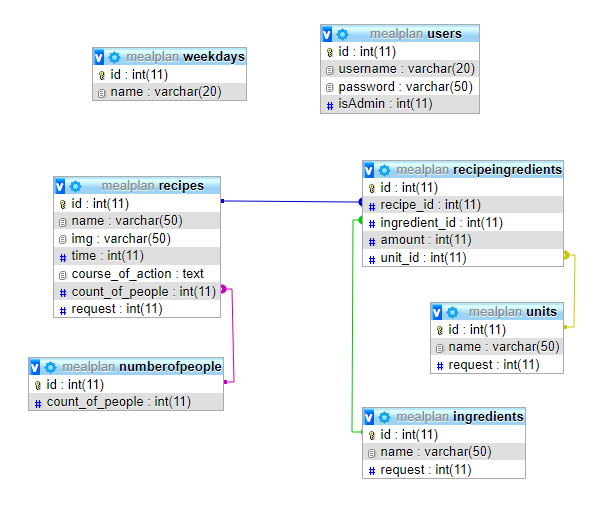 mealplan weekdays
id : int(11)
name : varchar(20)
mealplan users
id : int(11)
username : varchar(20)
password : varchar(50)
isAdmin : int(11)
mealplan recipes
id : int(11)
name : varchar(50)
img : varchar(50)
time : int(11)
course_of_action : text
count_of_people : int(11)
request : int(11)
mealplan recipeingredients
id : int(11)
recipe_id : int(11)
ingredient_id : int(11)
amount : int(11)
unit_id : int(11)
mealplan units
id : int(11)
name : varchar(50)
request : int(11)
mealplan numberofpeople
id : int(11)
count_of_people : int(11)
mealplan ingredients
id : int(11)
name : varchar(50)
request : int(11)